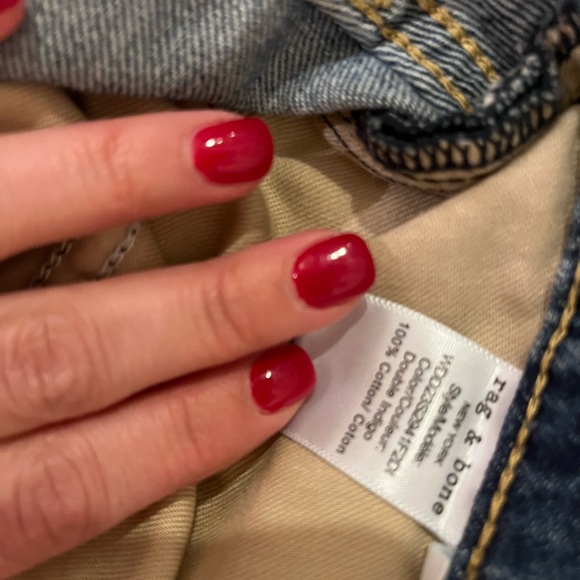 rag & bone
NEW YORK
Style/Modèle:
Color/Couleur:
Double Indigo
100% Cotton/ Coton